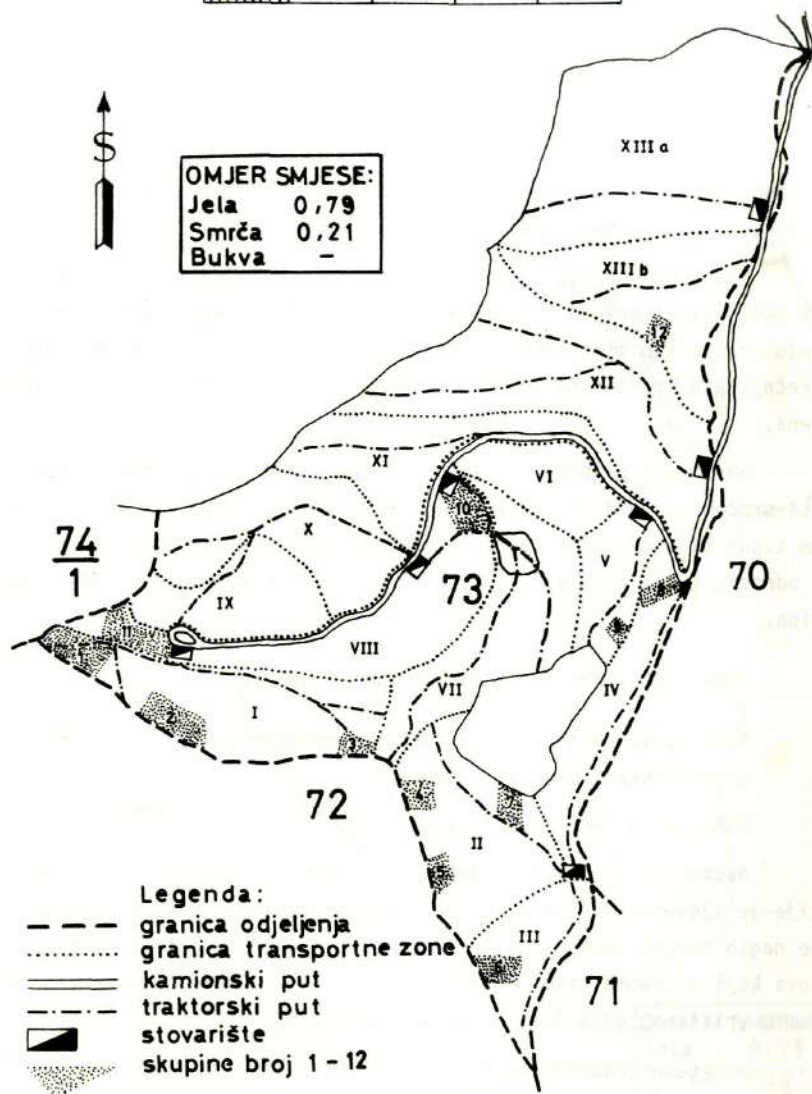 S
OMJER SMJESE:
Jela 0,79
Smrča 0,21
Bukva -
XIII a
XIII b
12
XII
XI
VI
10
X
74
1
73
V
70
IX
11
VIII
8
1
VII
IV
2
I
3
72
4
7
II
5
III
6
71
Legenda:
granica odjeljenja
granica transportne zone
kamionski put
traktorski put
stovarište
skupine broj 1 - 12